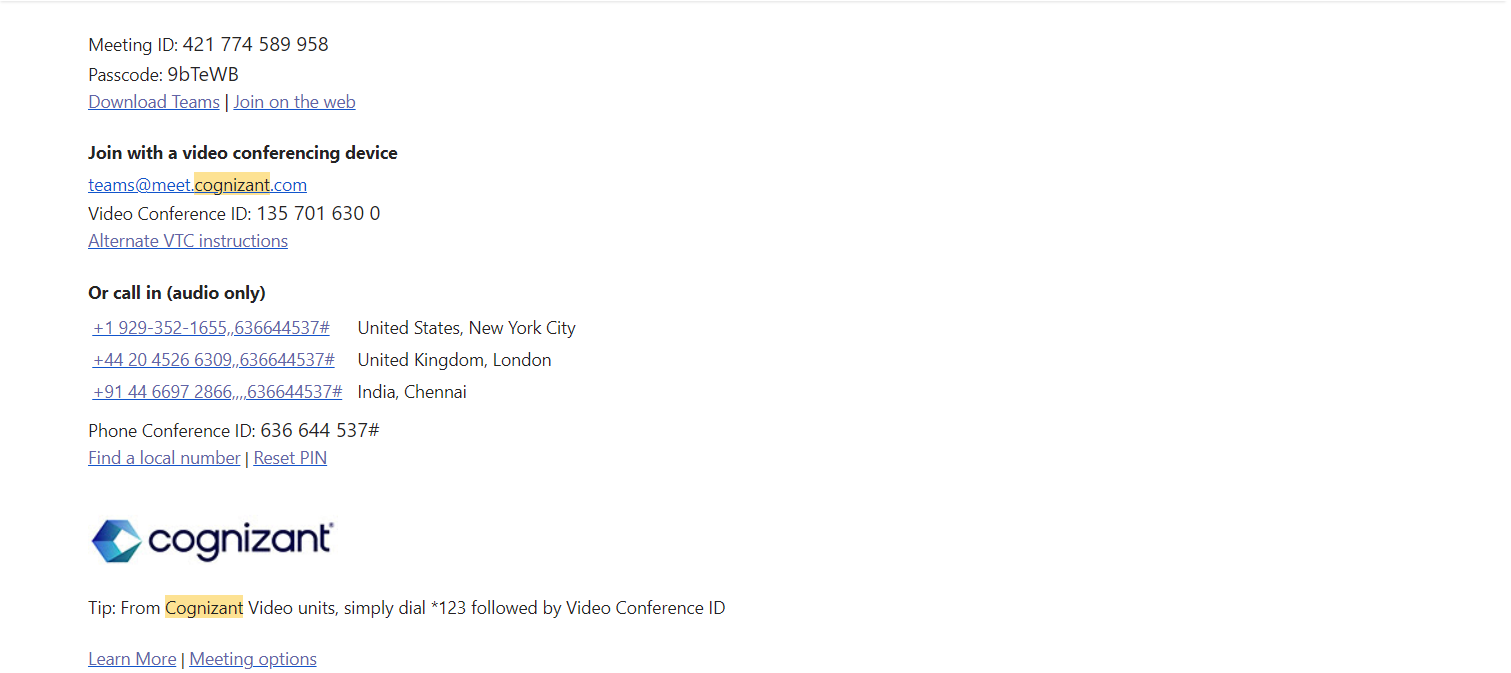 Meeting ID: 421 774 589 958
Passcode: 9bTeWB
Download Teams | Join on the web
Join with a video conferencing device
teams@meet.cognizant.com
Video Conference ID: 135 701 630 0
Alternate VTC instructions
Or call in (audio only)
+1 929-352-1655,,636644537# United States, New York City
+44 20 4526 6309,,636644537# United Kingdom, London
+91 44 6697 2866,,,,636644537# India, Chennai
Phone Conference ID: 636 644 537#
Find a local number | Reset PIN
cognizant®
Tip: From Cognizant Video units, simply dial *123 followed by Video Conference ID
Learn More | Meeting options